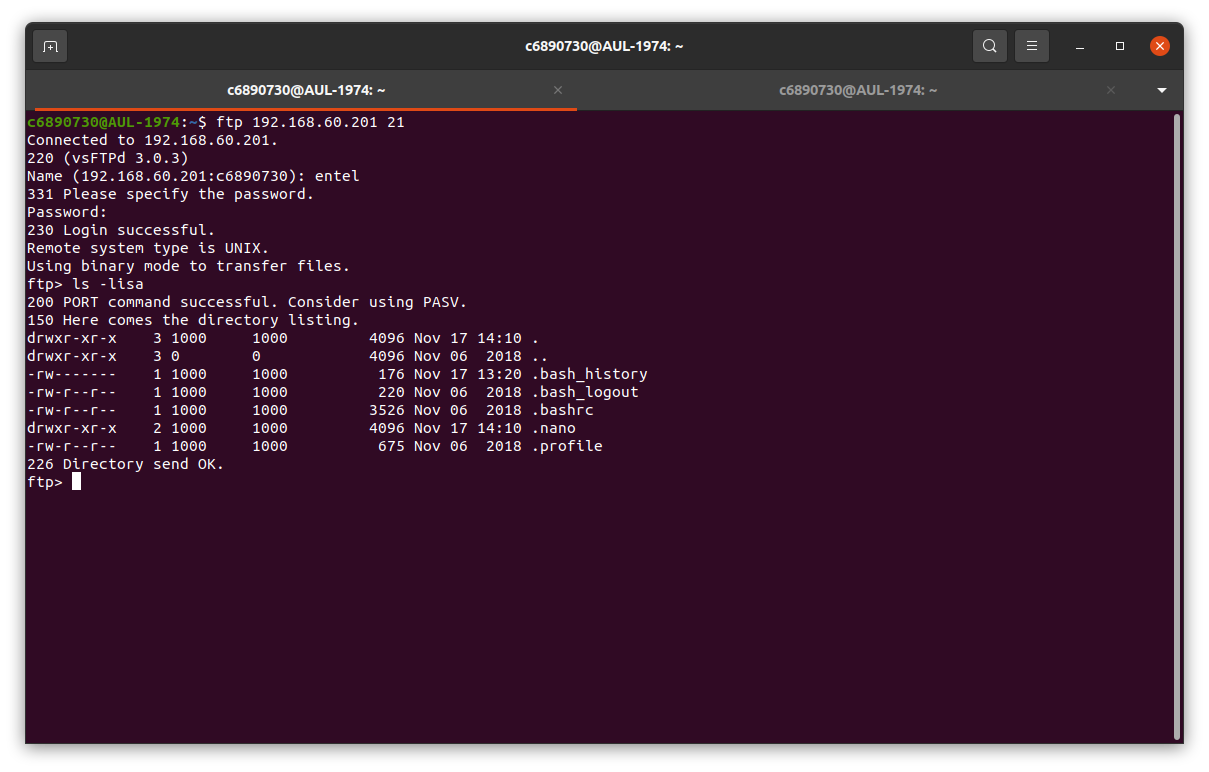 c6890730@AUL-1974: ~
c6890730@AUL-1974: ~ c6890730@AUL-1974: ~
c6890730@AUL-1974:~$ ftp 192.168.60.201 21
Connected to 192.168.60.201.
220 (vsFTPd 3.0.3)
Name (192.168.60.201:c6890730): entel
331 Please specify the password.
Password:
230 Login successful.
Remote system type is UNIX.
Using binary mode to transfer files.
ftp> ls -lisa
200 PORT command successful. Consider using PASV.
150 Here comes the directory listing.
drwxr-xr-x    3 1000     1000         4096 Nov 17 14:10 .
drwxr-xr-x    3 0        0            4096 Nov 06  2018 ..
-rw-------    1 1000     1000          176 Nov 17 13:20 .bash_history
-rw-r--r--    1 1000     1000          220 Nov 06  2018 .bash_logout
-rw-r--r--    1 1000     1000         3526 Nov 06  2018 .bashrc
drwxr-xr-x    2 1000     1000         4096 Nov 17 14:10 .nano
-rw-r--r--    1 1000     1000          675 Nov 06  2018 .profile
226 Directory send OK.
ftp>